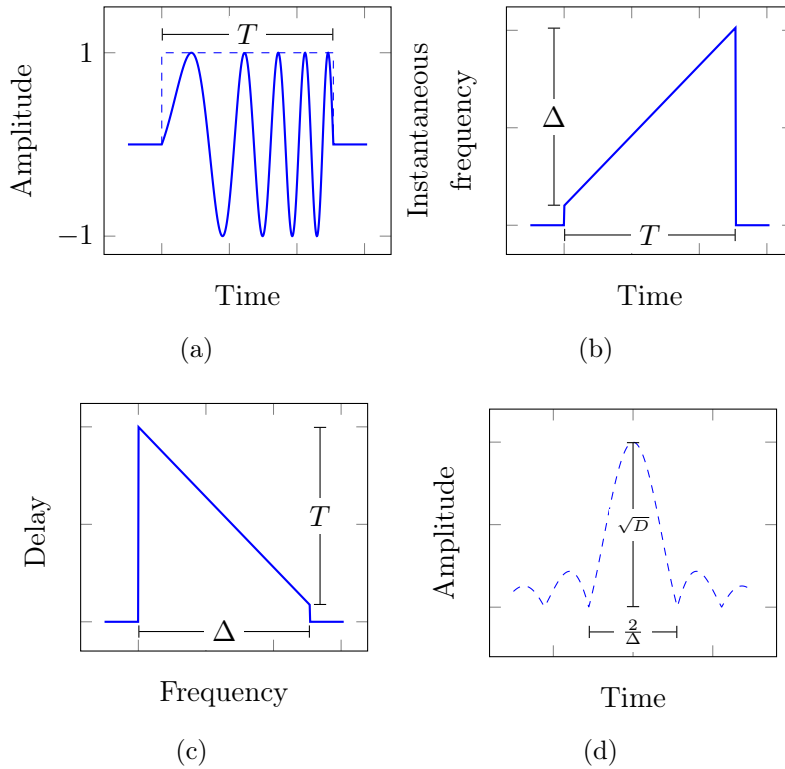 T
1
−1
Amplitude
Time
(a)
Instantaneous
frequency
Δ
T
Time
(b)
Delay
T
Δ
Frequency
(c)
Amplitude
√D
2/Δ
Time
(d)